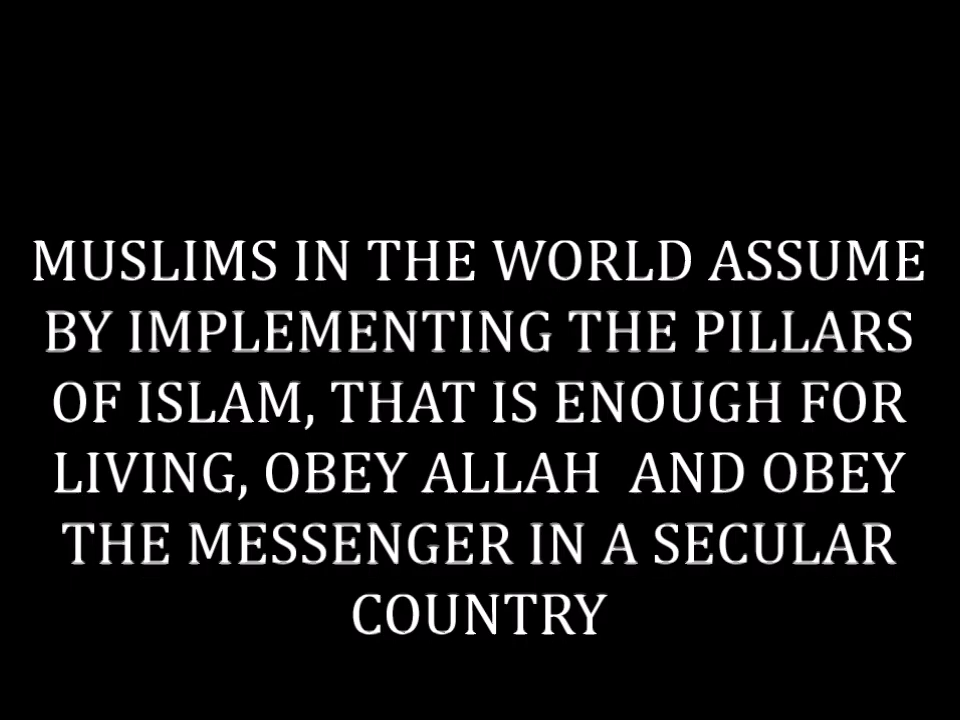 MUSLIMS IN THE WORLD ASSUME
BY IMPLEMENTING THE PILLARS
OF ISLAM, THAT IS ENOUGH FOR
LIVING, OBEY ALLAH  AND OBEY
THE MESSENGER IN A SECULAR
COUNTRY